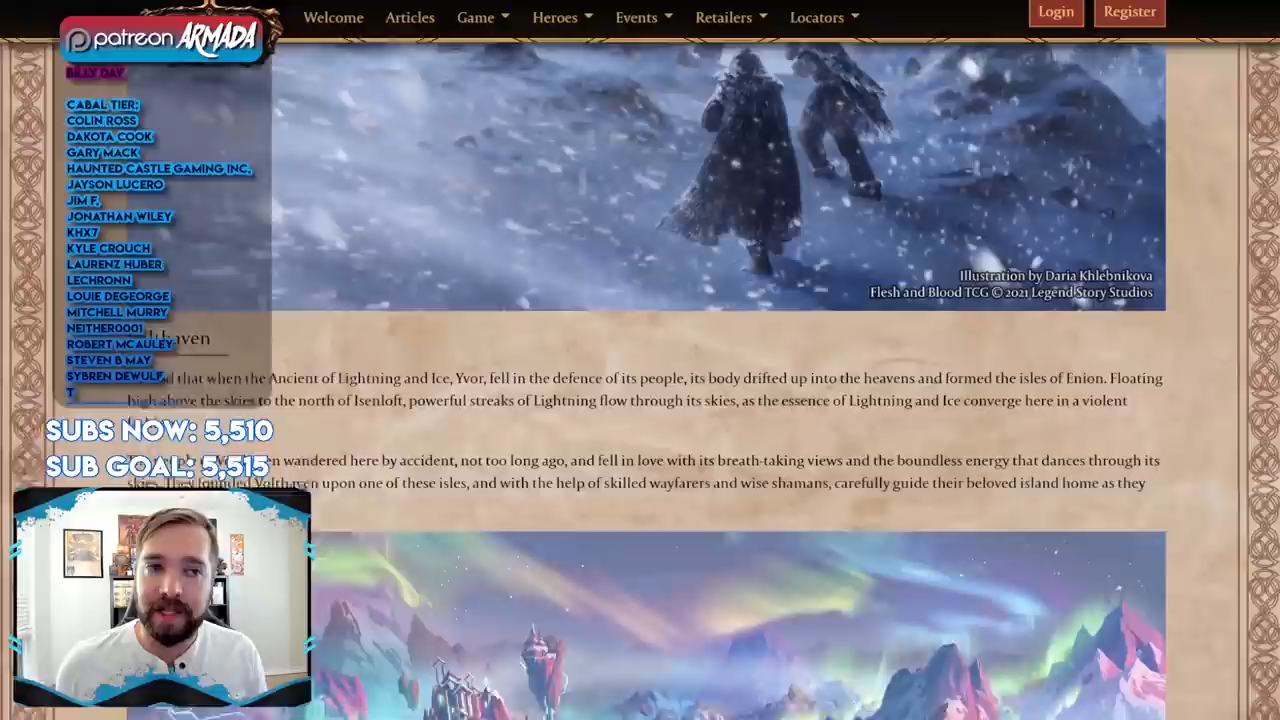 Welcome Articles Game Heroes Events Retailers Locators Login Register
patreon ARMADA
BILLY DAY
CABAL TIER:
COLIN ROSS
DAKOTA COOK
GARY MACK
HAUNTED CASTLE GAMING INC.
JAYSON LUCERO
JIM F.
JONATHAN WILEY
KHX7
KYLE CROUCH
LAURENZ HUBER
LECHRONN
LOUIE DEGEORGE
MITCHELL MURRY
NEITHER0001
ROBERT MCAULEY
STEVEN B MAY
SYBREN DEWULF
T
Illustration by Daria Khlebnikova
Flesh and Blood TCG © 2021 Legend Story Studios
that when the Ancient of Lightning and Ice, Yvor, fell in the defence of its people, its body drifted up into the heavens and formed the isles of Enion. Floating
high above the skies to the north of Isenloft, powerful streaks of Lightning flow through its skies, as the essence of Lightning and Ice converge here in a violent
wandered here by accident, not too long ago, and fell in love with its breath-taking views and the boundless energy that dances through its
skies. They founded Volthaven upon one of these isles, and with the help of skilled wayfarers and wise shamans, carefully guide their beloved island home as they
SUBS NOW: 5,510
SUB GOAL: 5,515